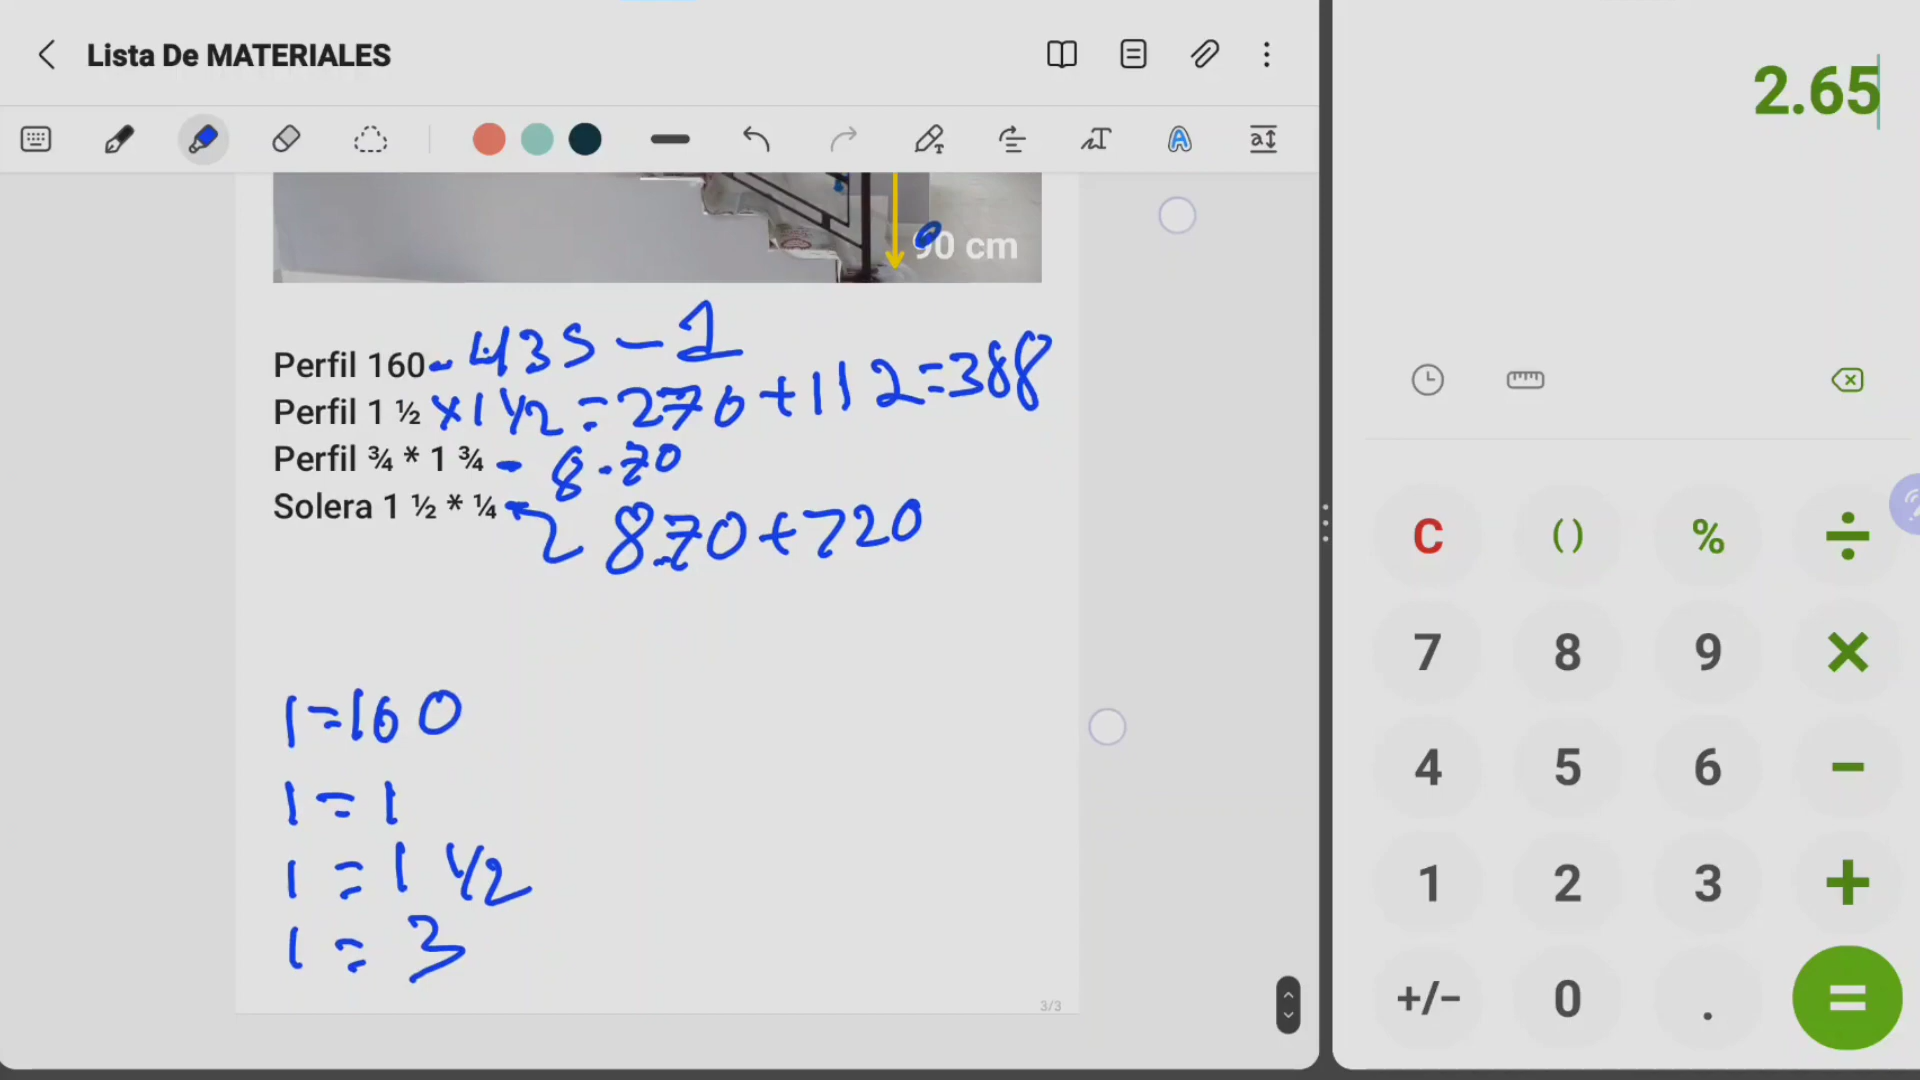 Lista De MATERIALES
2.65
90 cm
Perfil 160 - 435 - 1
Perfil 1 ½ x 1 1/2 = 270 + 112 = 388
Perfil ¾ * 1 ¾ - 8.70
Solera 1 ½ * ¼ - 2 8.70 + 720
1 = 160
1 = 1
1 = 1 1/2
1 = 3
3/3
C () % ÷
7 8 9 ×
4 5 6 −
1 2 3 +
+/− 0 . =